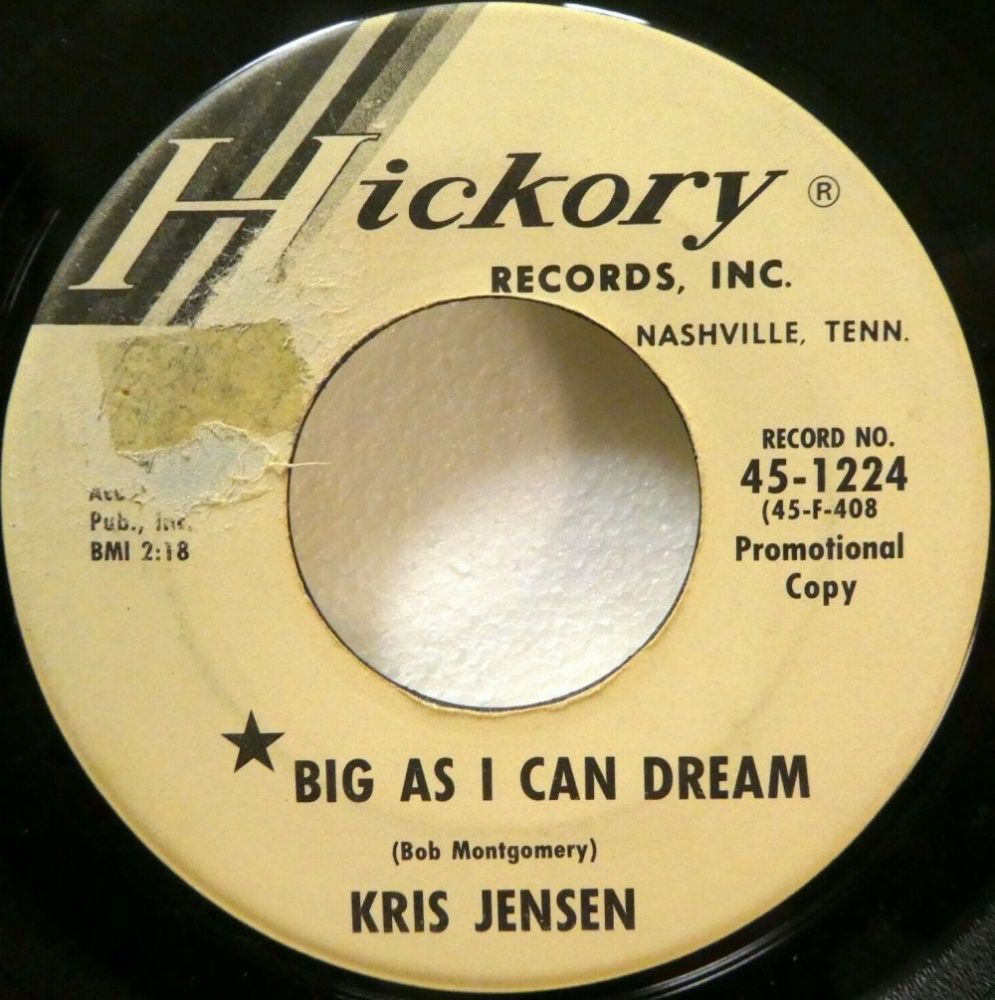 Hickory ®
RECORDS, INC.
NASHVILLE, TENN.
RECORD NO.
45-1224
(45-F-408
Promotional
Copy
Pub., Inc.
BMI 2:18
★BIG AS I CAN DREAM
(Bob Montgomery)
KRIS JENSEN